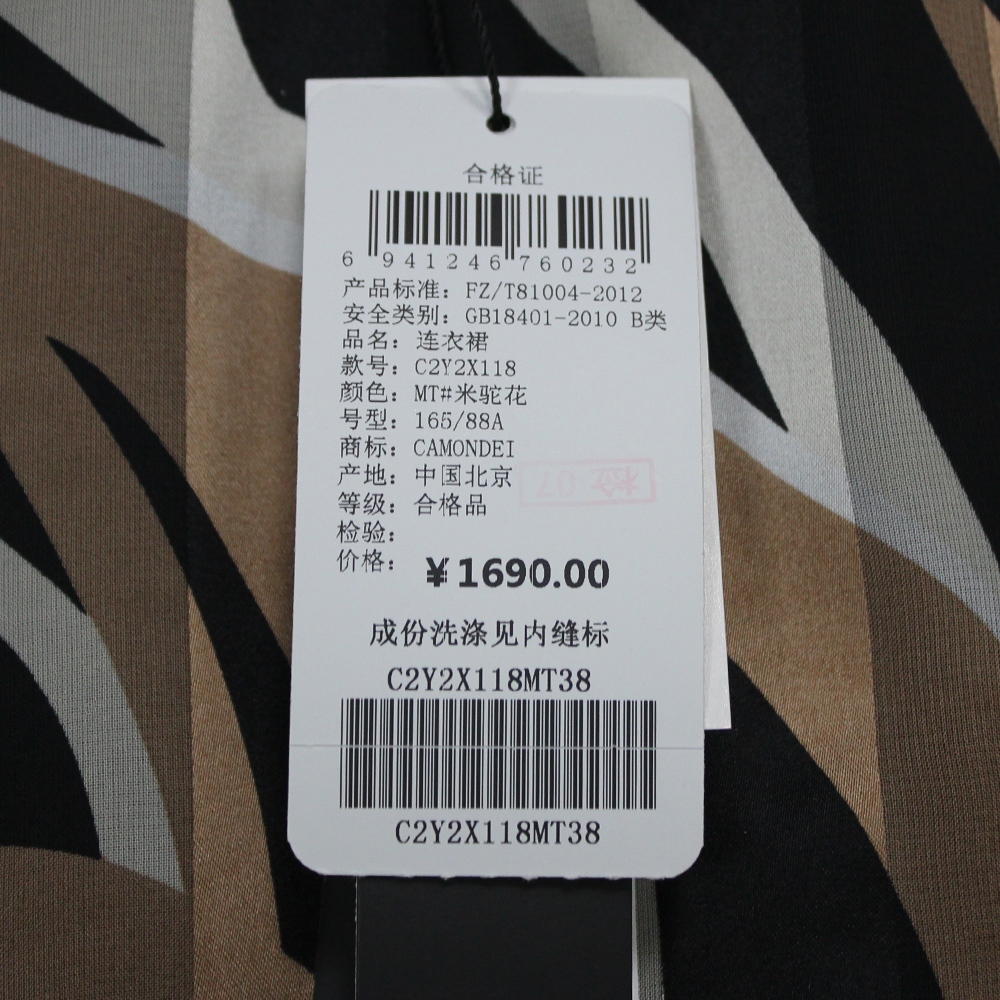 合格证
6 941246 760232
产品标准: FZ/T81004-2012
安全类别: GB18401-2010 B类
品名: 连衣裙
款号: C2Y2X118
颜色: MT#米驼花
号型: 165/88A
商标: CAMONDEI
产地: 中国北京
检 07
等级: 合格品
检验:
价格: ¥1690.00
成份洗涤见内缝标
C2Y2X118MT38
C2Y2X118MT38